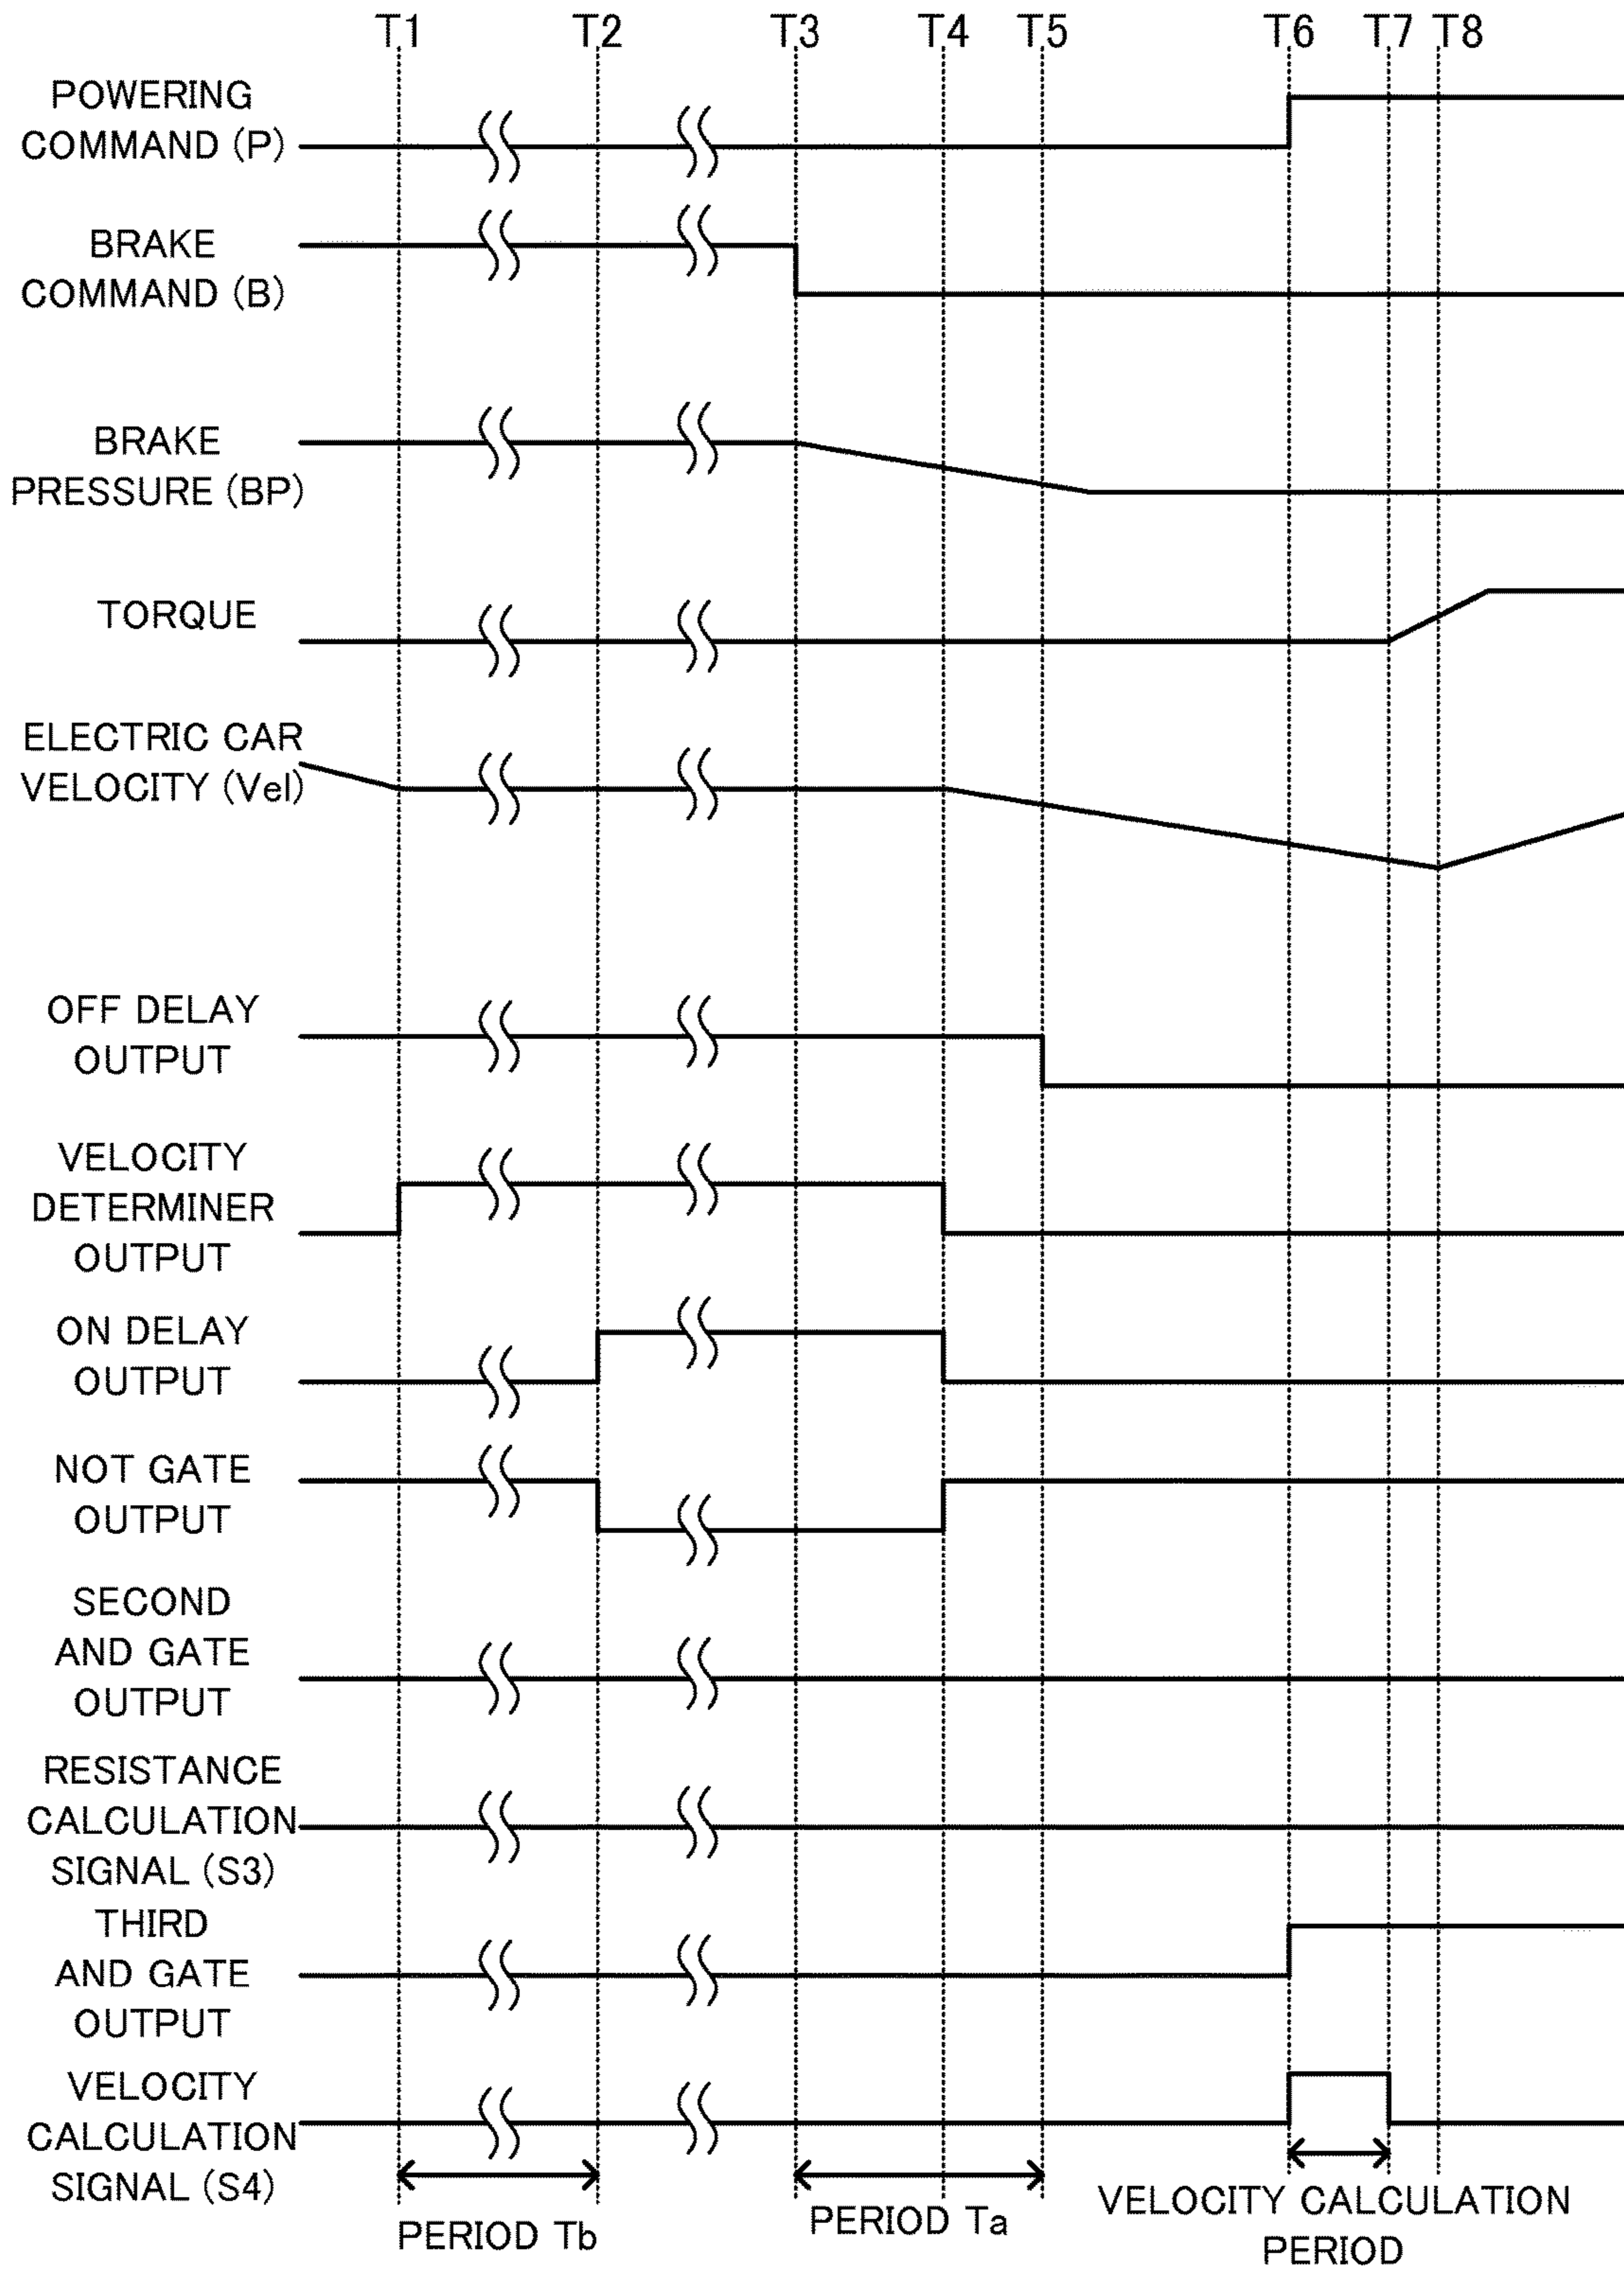 T1 T2 T3 T4 T5 T6 T7 T8
POWERING
COMMAND (P)
BRAKE
COMMAND (B)
BRAKE
PRESSURE (BP)
TORQUE
ELECTRIC CAR
VELOCITY (Vel)
OFF DELAY
OUTPUT
VELOCITY
DETERMINER
OUTPUT
ON DELAY
OUTPUT
NOT GATE
OUTPUT
SECOND
AND GATE
OUTPUT
RESISTANCE
CALCULATION
SIGNAL (S3)
THIRD
AND GATE
OUTPUT
VELOCITY
CALCULATION
SIGNAL (S4)
PERIOD Tb
PERIOD Ta
VELOCITY CALCULATION
PERIOD